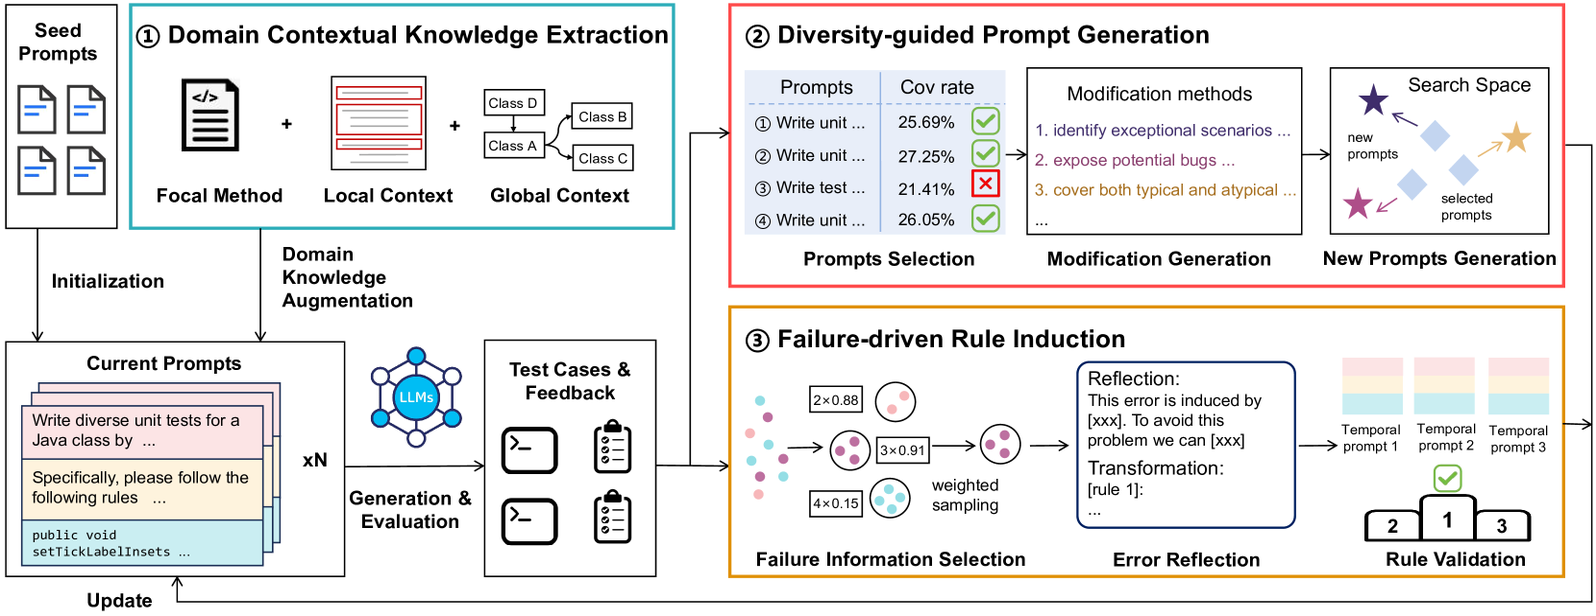 Seed
Prompts
① Domain Contextual Knowledge Extraction
</>
+
+
Class D
Class A
Class B
Class C
Focal Method
Local Context
Global Context
Initialization
Domain
Knowledge
Augmentation
Current Prompts
Write diverse unit tests for a
Java class by ...
Specifically, please follow the
following rules ...
public void
setTickLabelInsets ...
xN
LLMs
Generation &
Evaluation
Test Cases &
Feedback
Update
② Diversity-guided Prompt Generation
Prompts Cov rate
① Write unit ... 25.69%
② Write unit ... 27.25%
③ Write test ... 21.41%
④ Write unit ... 26.05%
Prompts Selection
Modification methods
1. identify exceptional scenarios ...
2. expose potential bugs ...
3. cover both typical and atypical ...
...
Modification Generation
Search Space
new
prompts
selected
prompts
New Prompts Generation
③ Failure-driven Rule Induction
2×0.88
3×0.91
4×0.15
weighted
sampling
Failure Information Selection
Reflection:
This error is induced by
[xxx]. To avoid this
problem we can [xxx]
Transformation:
[rule 1]:
...
Error Reflection
Temporal
prompt 1
Temporal
prompt 2
Temporal
prompt 3
2
1
3
Rule Validation